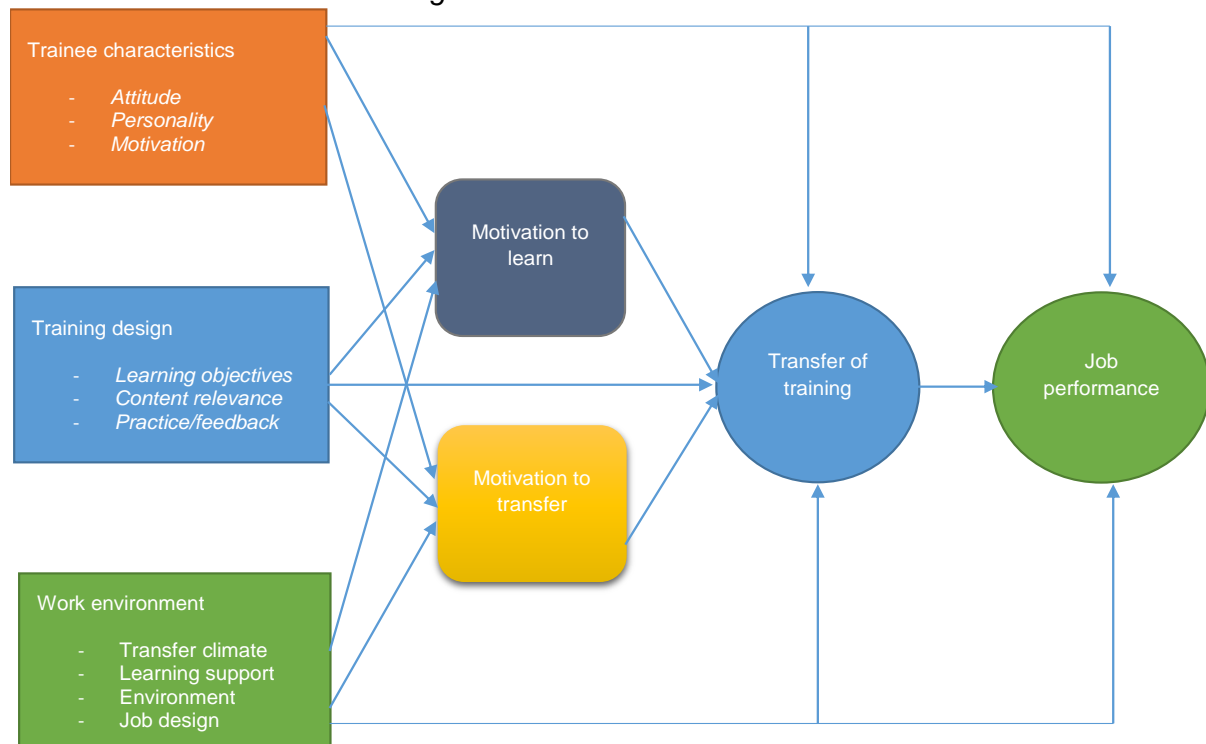 Trainee characteristics
- Attitude
- Personality
- Motivation
Motivation to
learn
Training design
- Learning objectives
- Content relevance
- Practice/feedback
Transfer of
training
Job
performance
Motivation to
transfer
Work environment
- Transfer climate
- Learning support
- Environment
- Job design